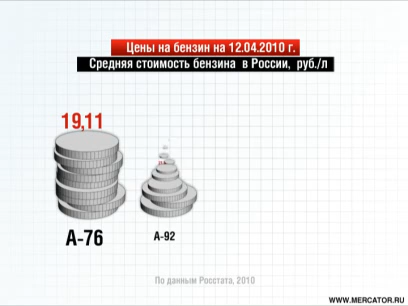 Цены на бензин на 12.04.2010 г.
Средняя стоимость бензина в России, руб./л
19,11
А-76
А-92
По данным Росстата, 2010
WWW.MERCATOR.RU